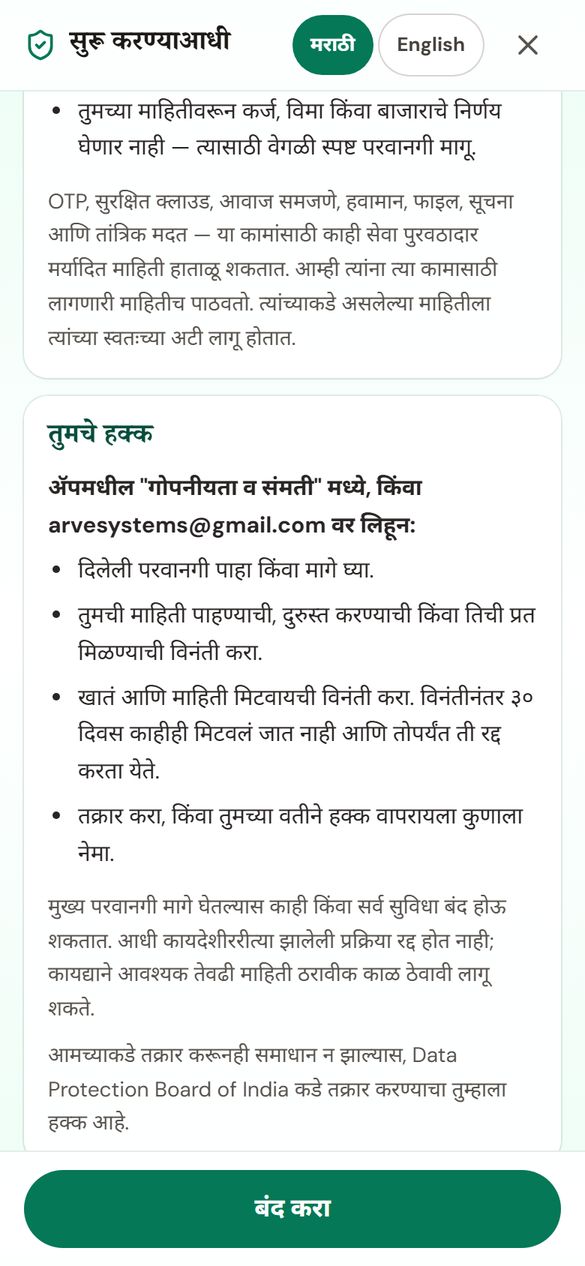 सुरू करण्याआधी
मराठी
English
• तुमच्या माहितीवरून कर्ज, विमा किंवा बाजाराचे निर्णय
घेणार नाही — त्यासाठी वेगळी स्पष्ट परवानगी मागू.
OTP, सुरक्षित क्लाउड, आवाज समजणे, हवामान, फाइल, सूचना
आणि तांत्रिक मदत — या कामांसाठी काही सेवा पुरवठादार
मर्यादित माहिती हाताळू शकतात. आम्ही त्यांना त्या कामासाठी
लागणारी माहितीच पाठवतो. त्यांच्याकडे असलेल्या माहितीला
त्यांच्या स्वतःच्या अटी लागू होतात.
तुमचे हक्क
ॲपमधील "गोपनीयता व संमती" मध्ये, किंवा
arvesystems@gmail.com वर लिहून:
• दिलेली परवानगी पाहा किंवा मागे घ्या.
• तुमची माहिती पाहण्याची, दुरुस्त करण्याची किंवा तिची प्रत
मिळण्याची विनंती करा.
• खातं आणि माहिती मिटवायची विनंती करा. विनंतीनंतर ३०
दिवस काहीही मिटवलं जात नाही आणि तोपर्यंत ती रद्द
करता येते.
• तक्रार करा, किंवा तुमच्या वतीने हक्क वापरायला कुणाला
नेमा.
मुख्य परवानगी मागे घेतल्यास काही किंवा सर्व सुविधा बंद होऊ
शकतात. आधी कायदेशीररीत्या झालेली प्रक्रिया रद्द होत नाही;
कायद्याने आवश्यक तेवढी माहिती ठरावीक काळ ठेवावी लागू
शकते.
आमच्याकडे तक्रार करूनही समाधान न झाल्यास, Data
Protection Board of India कडे तक्रार करण्याचा तुम्हाला
हक्क आहे.
बंद करा